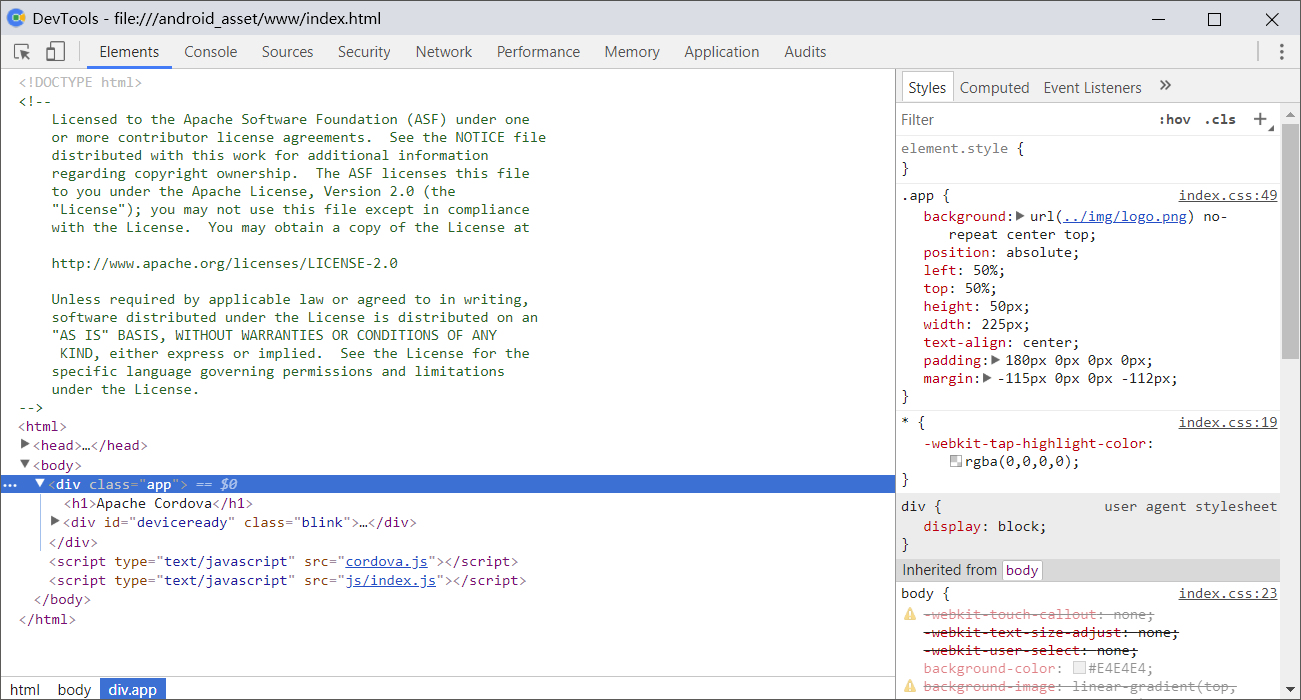 DevTools - file:///android_asset/www/index.html
Elements Console Sources Security Network Performance Memory Application Audits
<!DOCTYPE html>
<!--
Licensed to the Apache Software Foundation (ASF) under one
or more contributor license agreements.  See the NOTICE file
distributed with this work for additional information
regarding copyright ownership.  The ASF licenses this file
to you under the Apache License, Version 2.0 (the
"License"); you may not use this file except in compliance
with the License.  You may obtain a copy of the License at
http://www.apache.org/licenses/LICENSE-2.0
Unless required by applicable law or agreed to in writing,
software distributed under the License is distributed on an
"AS IS" BASIS, WITHOUT WARRANTIES OR CONDITIONS OF ANY
KIND, either express or implied.  See the License for the
specific language governing permissions and limitations
under the License.
-->
<html>
<head>…</head>
<body>
<div class="app"> == $0
<h1>Apache Cordova</h1>
<div id="deviceready" class="blink">…</div>
</div>
<script type="text/javascript" src="cordova.js"></script>
<script type="text/javascript" src="js/index.js"></script>
</body>
</html>
html body div.app
Styles Computed Event Listeners »
Filter :hov .cls +
element.style {
}
.app { index.css:49
background: url(../img/logo.png) no-
repeat center top;
position: absolute;
left: 50%;
top: 50%;
height: 50px;
width: 225px;
text-align: center;
padding: 180px 0px 0px 0px;
margin: -115px 0px 0px -112px;
}
* { index.css:19
-webkit-tap-highlight-color:
rgba(0,0,0,0);
}
div { user agent stylesheet
display: block;
}
Inherited from body
body { index.css:23
-webkit-touch-callout: none;
-webkit-text-size-adjust: none;
-webkit-user-select: none;
background-color: #E4E4E4;
background-image: linear-gradient(top,